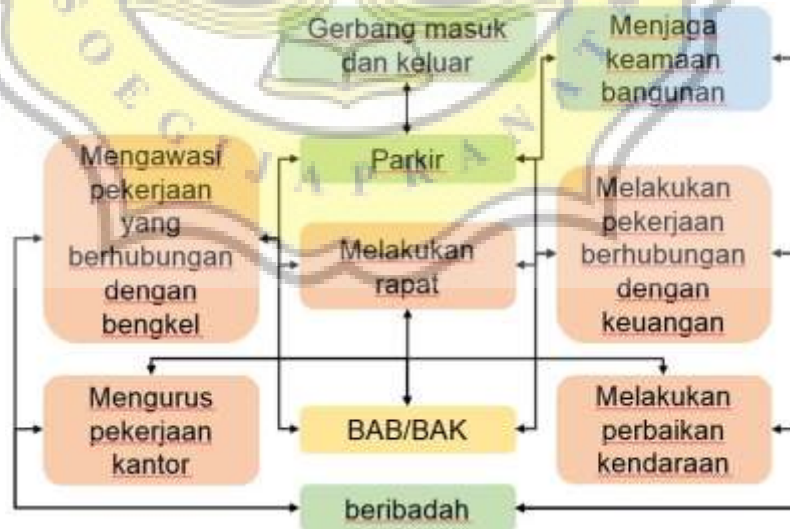 Gerbang masuk
dan keluar
Menjaga
keamaan
bangunan
SOEGIJAPRANATA
Parkir
Mengawasi
pekerjaan
yang
berhubungan
dengan
bengkel
Melakukan
rapat
Melakukan
pekerjaan
berhubungan
dengan
keuangan
Mengurus
pekerjaan
kantor
BAB/BAK
Melakukan
perbaikan
kendaraan
beribadah